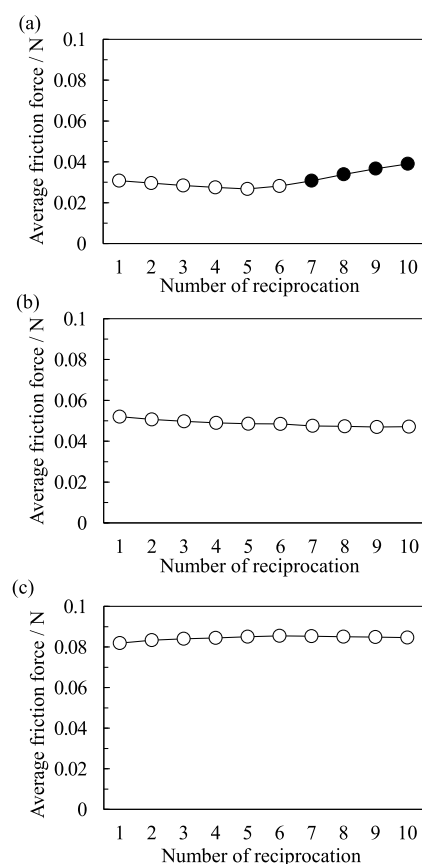 (a)
Average friction force / N
0.1
0.08
0.06
0.04
0.02
0
1 2 3 4 5 6 7 8 9 10
Number of reciprocation
(b)
Average friction force / N
0.1
0.08
0.06
0.04
0.02
0
1 2 3 4 5 6 7 8 9 10
Number of reciprocation
(c)
Average friction force / N
0.1
0.08
0.06
0.04
0.02
0
1 2 3 4 5 6 7 8 9 10
Number of reciprocation